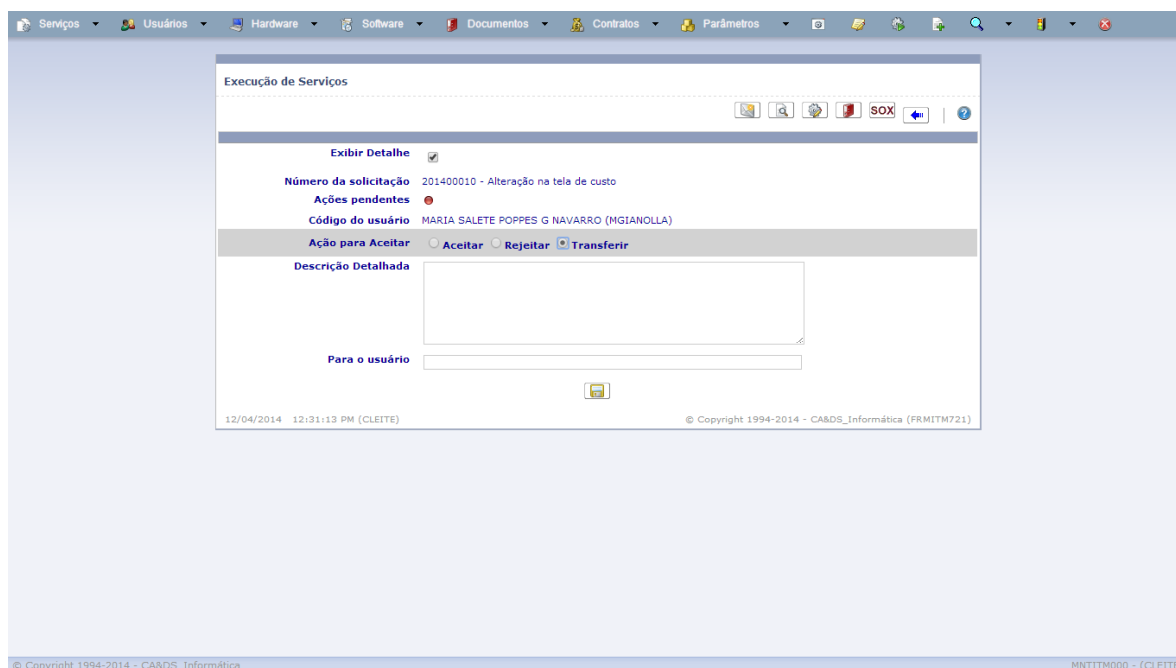 Serviços Usuários Hardware Software Documentos Contratos Parâmetros
Execução de Serviços
SOX
Exibir Detalhe
Número da solicitação 201400010 - Alteração na tela de custo
Ações pendentes
Código do usuário MARIA SALETE POPPES G NAVARRO (MGIANOLLA)
Ação para Aceitar Aceitar Rejeitar Transferir
Descrição Detalhada
Para o usuário
12/04/2014 12:31:13 PM (CLEITE) © Copyright 1994-2014 - CA&DS_Informática (FRMITM721)
© Copyright 1994-2014 - CA&DS_Informática MNTITM000 - (CLEIT